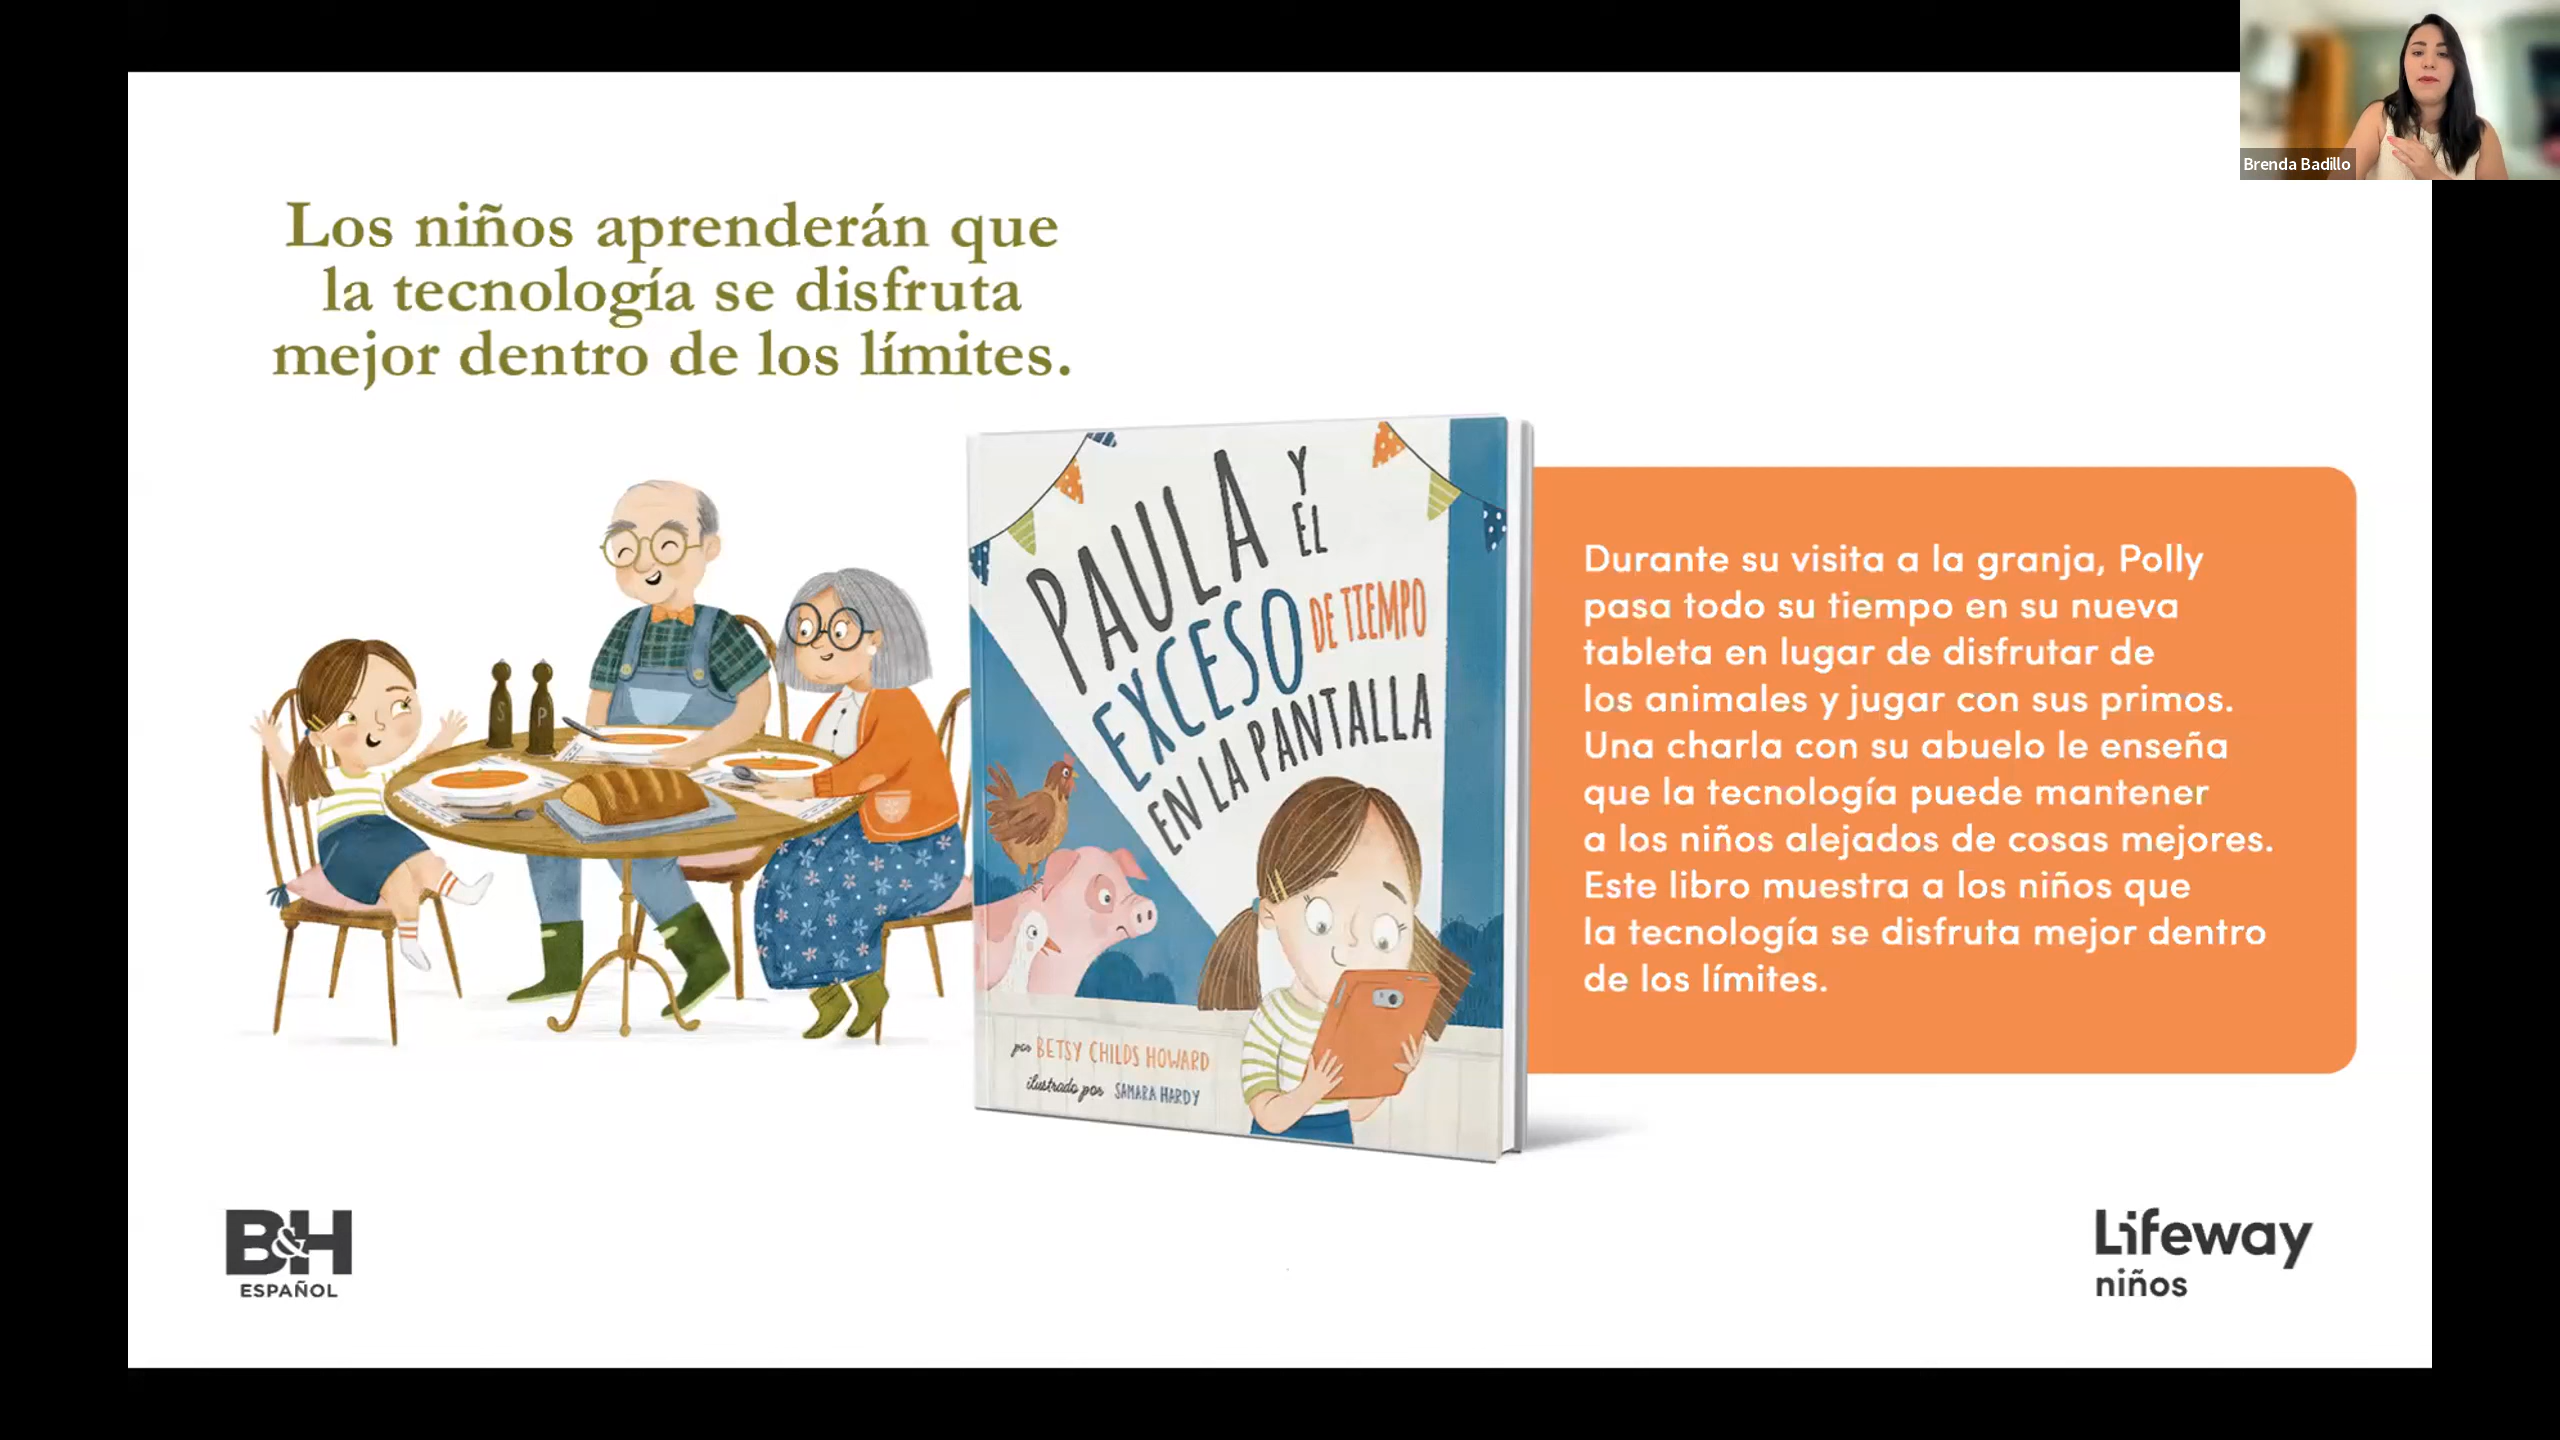 Brenda Badillo
Los niños aprenderán que
la tecnología se disfruta
mejor dentro de los límites.
S P
PAULA Y EL
EXCESO DE TIEMPO
EN LA PANTALLA
por BETSY CHILDS HOWARD
ilustrado por SAMARA HARDY
Durante su visita a la granja, Polly
pasa todo su tiempo en su nueva
tableta en lugar de disfrutar de
los animales y jugar con sus primos.
Una charla con su abuelo le enseña
que la tecnología puede mantener
a los niños alejados de cosas mejores.
Este libro muestra a los niños que
la tecnología se disfruta mejor dentro
de los límites.
B&H
ESPAÑOL
Lifeway
niños